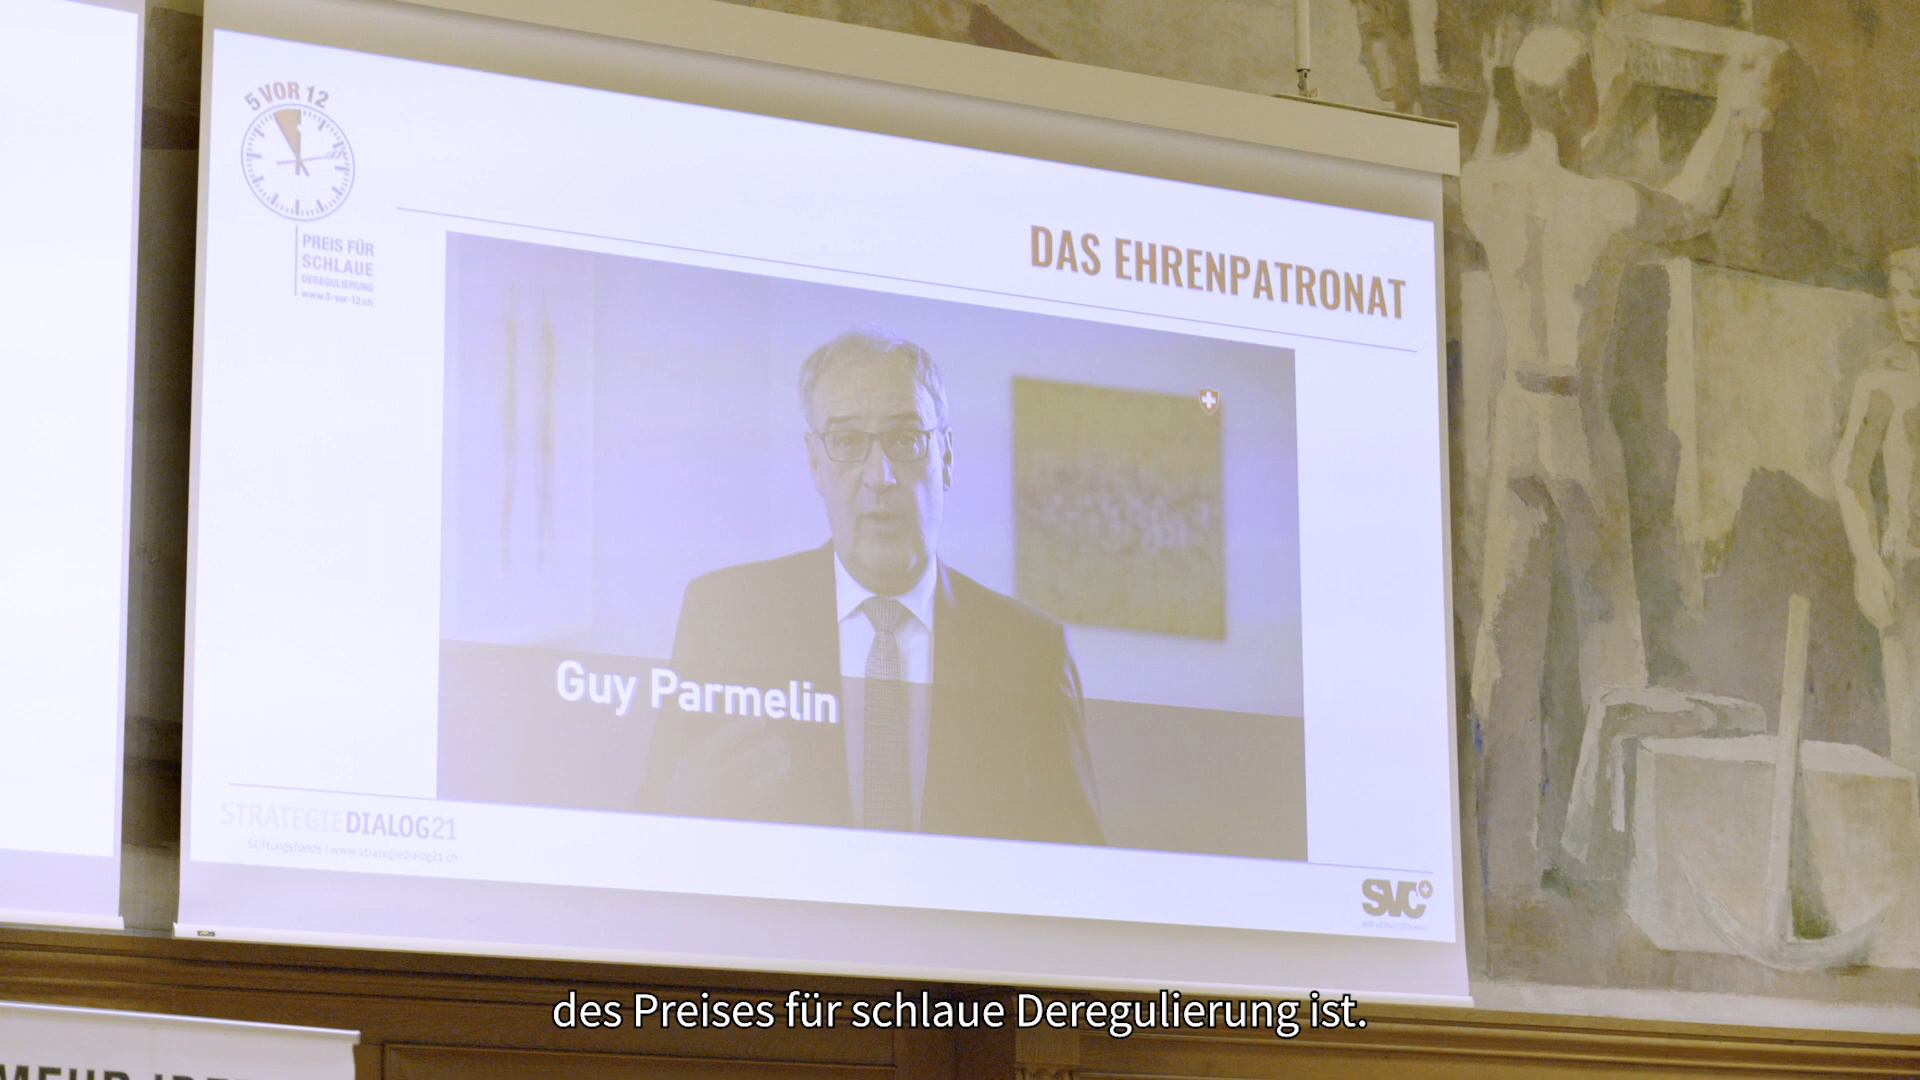 5 VOR 12
PREIS FÜR
SCHLAUE
DEREGULIERUNG
www.5-vor-12.ch
DAS EHRENPATRONAT
Guy Parmelin
STRATEGIEDIALOG21
Stiftungsfonds | www.strategiedialog21.ch
SVC
des Preises für schlaue Deregulierung ist.
MEHR